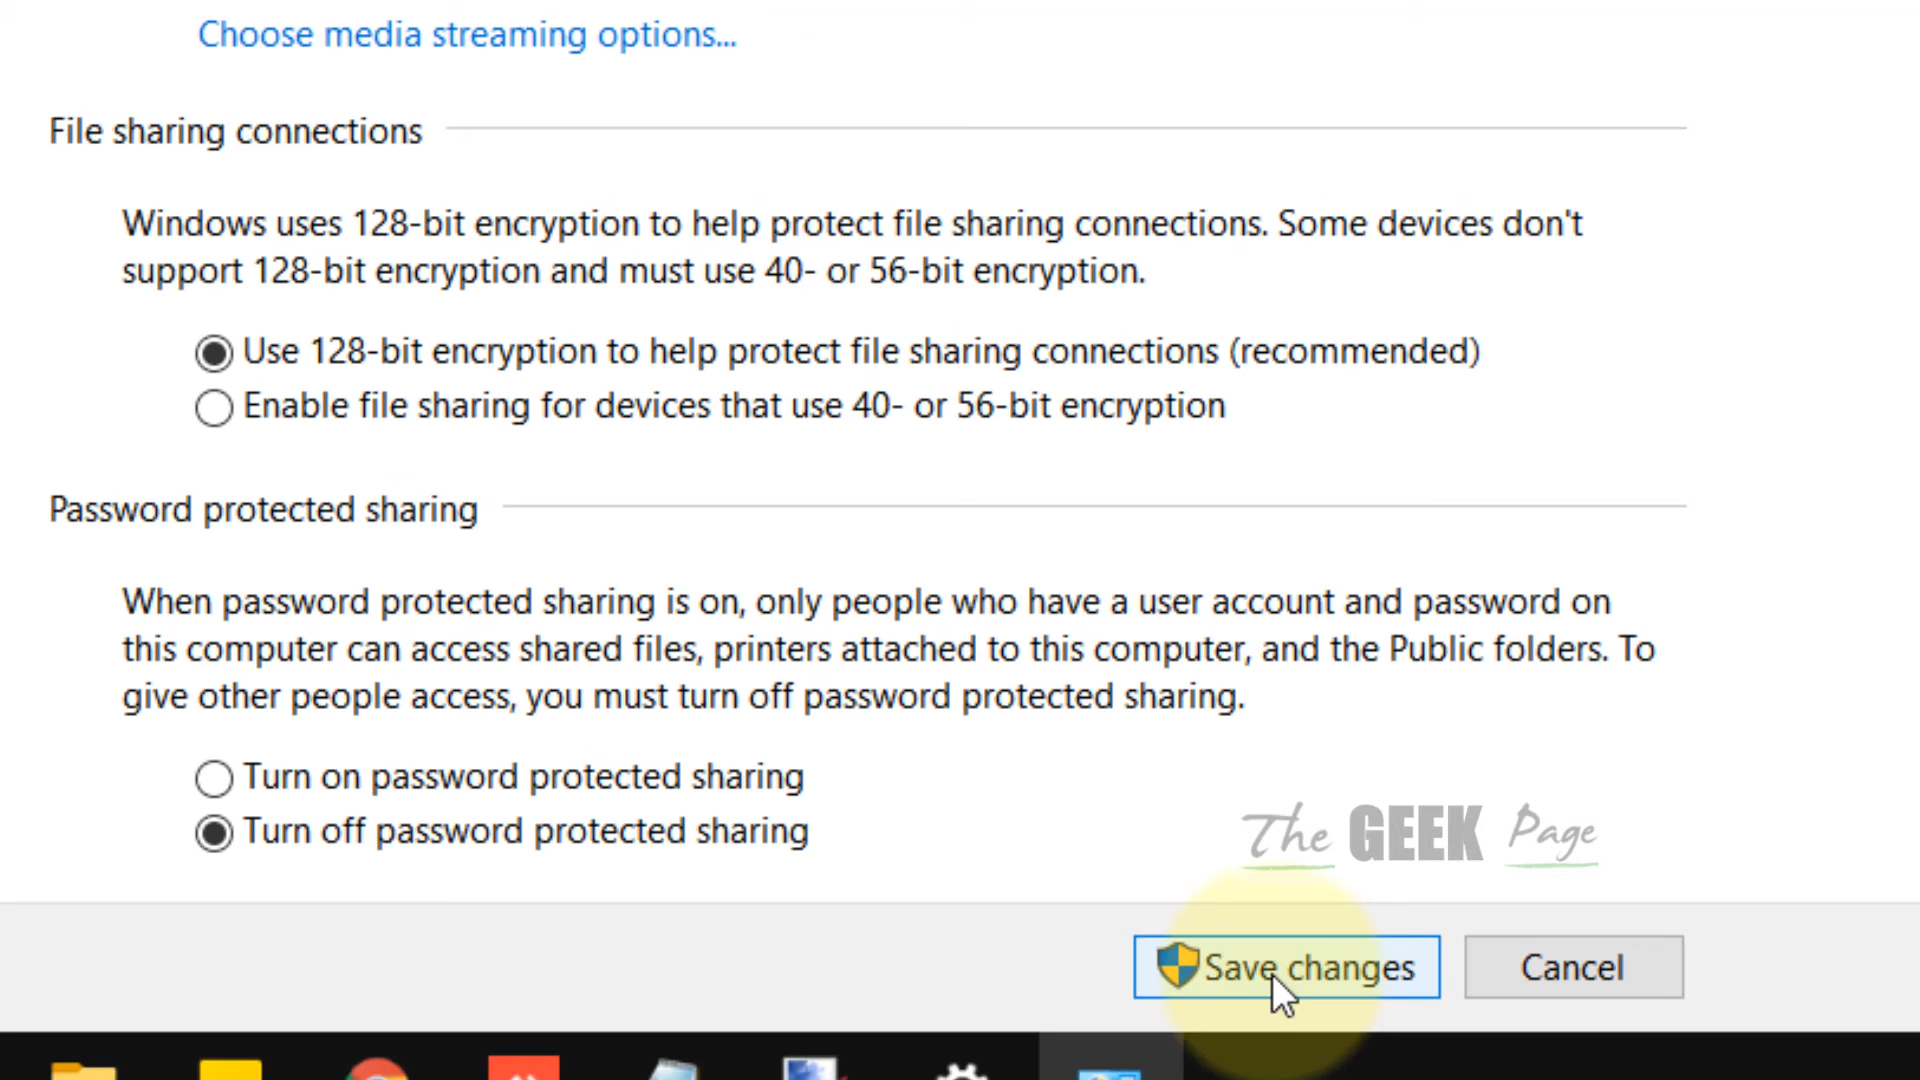 Choose media streaming options...
File sharing connections
Windows uses 128-bit encryption to help protect file sharing connections. Some devices don't
support 128-bit encryption and must use 40- or 56-bit encryption.
Use 128-bit encryption to help protect file sharing connections (recommended)
Enable file sharing for devices that use 40- or 56-bit encryption
Password protected sharing
When password protected sharing is on, only people who have a user account and password on
this computer can access shared files, printers attached to this computer, and the Public folders. To
give other people access, you must turn off password protected sharing.
Turn on password protected sharing
Turn off password protected sharing
The GEEK Page
Save changes
Cancel